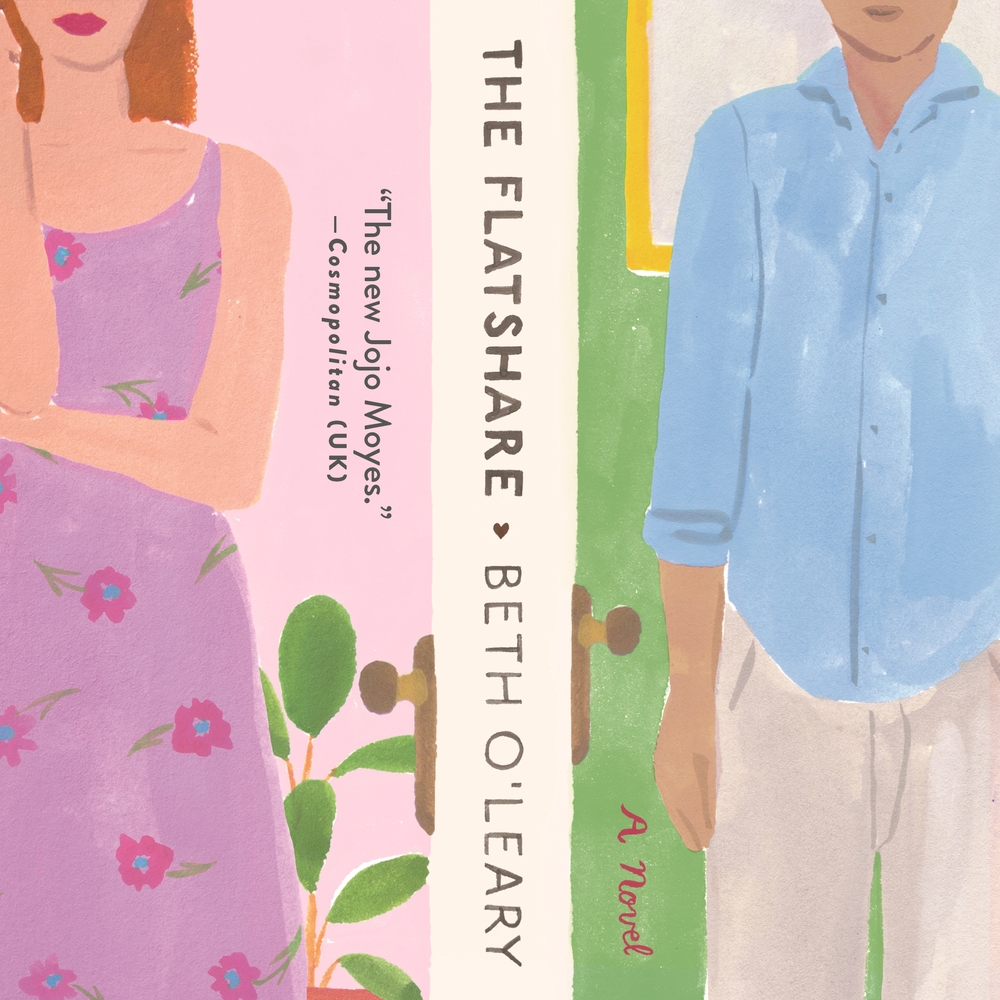 THE FLATSHARE ♥ BETH O'LEARY
“The new Jojo Moyes.”
—Cosmopolitan (UK)
A Novel